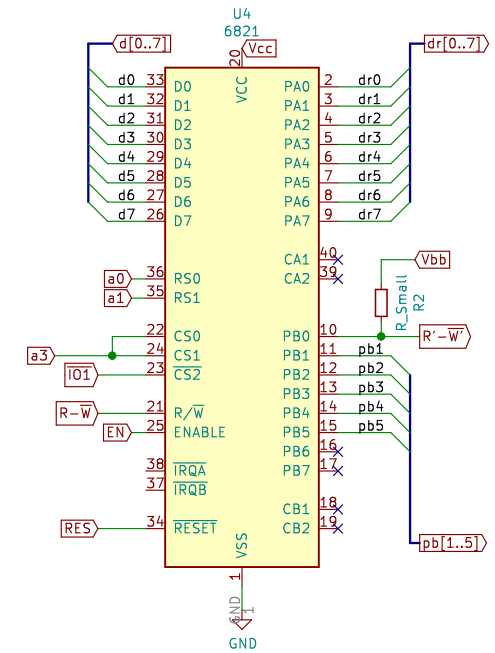 U4
6821
d[0..7]
Vcc
dr[0..7]
20
VCC
d0 33 D0 PA0 2 dr0
d1 32 D1 PA1 3 dr1
d2 31 D2 PA2 4 dr2
d3 30 D3 PA3 5 dr3
d4 29 D4 PA4 6 dr4
d5 28 D5 PA5 7 dr5
d6 27 D6 PA6 8 dr6
d7 26 D7 PA7 9 dr7
CA1 40
Vbb
a0 36 RS0 CA2 39
a1 35 RS1
R_Small
R2
22 CS0 PB0 10 R'-W'
a3 24 CS1 PB1 11 pb1
IO1 23 CS2 PB2 12 pb2
PB3 13 pb3
R-W 21 R/W PB4 14 pb4
EN 25 ENABLE PB5 15 pb5
PB6 16
38 IRQA PB7 17
37 IRQB
CB1 18
RES 34 RESET CB2 19
VSS
pb[1..5]
1
GND
1
GND